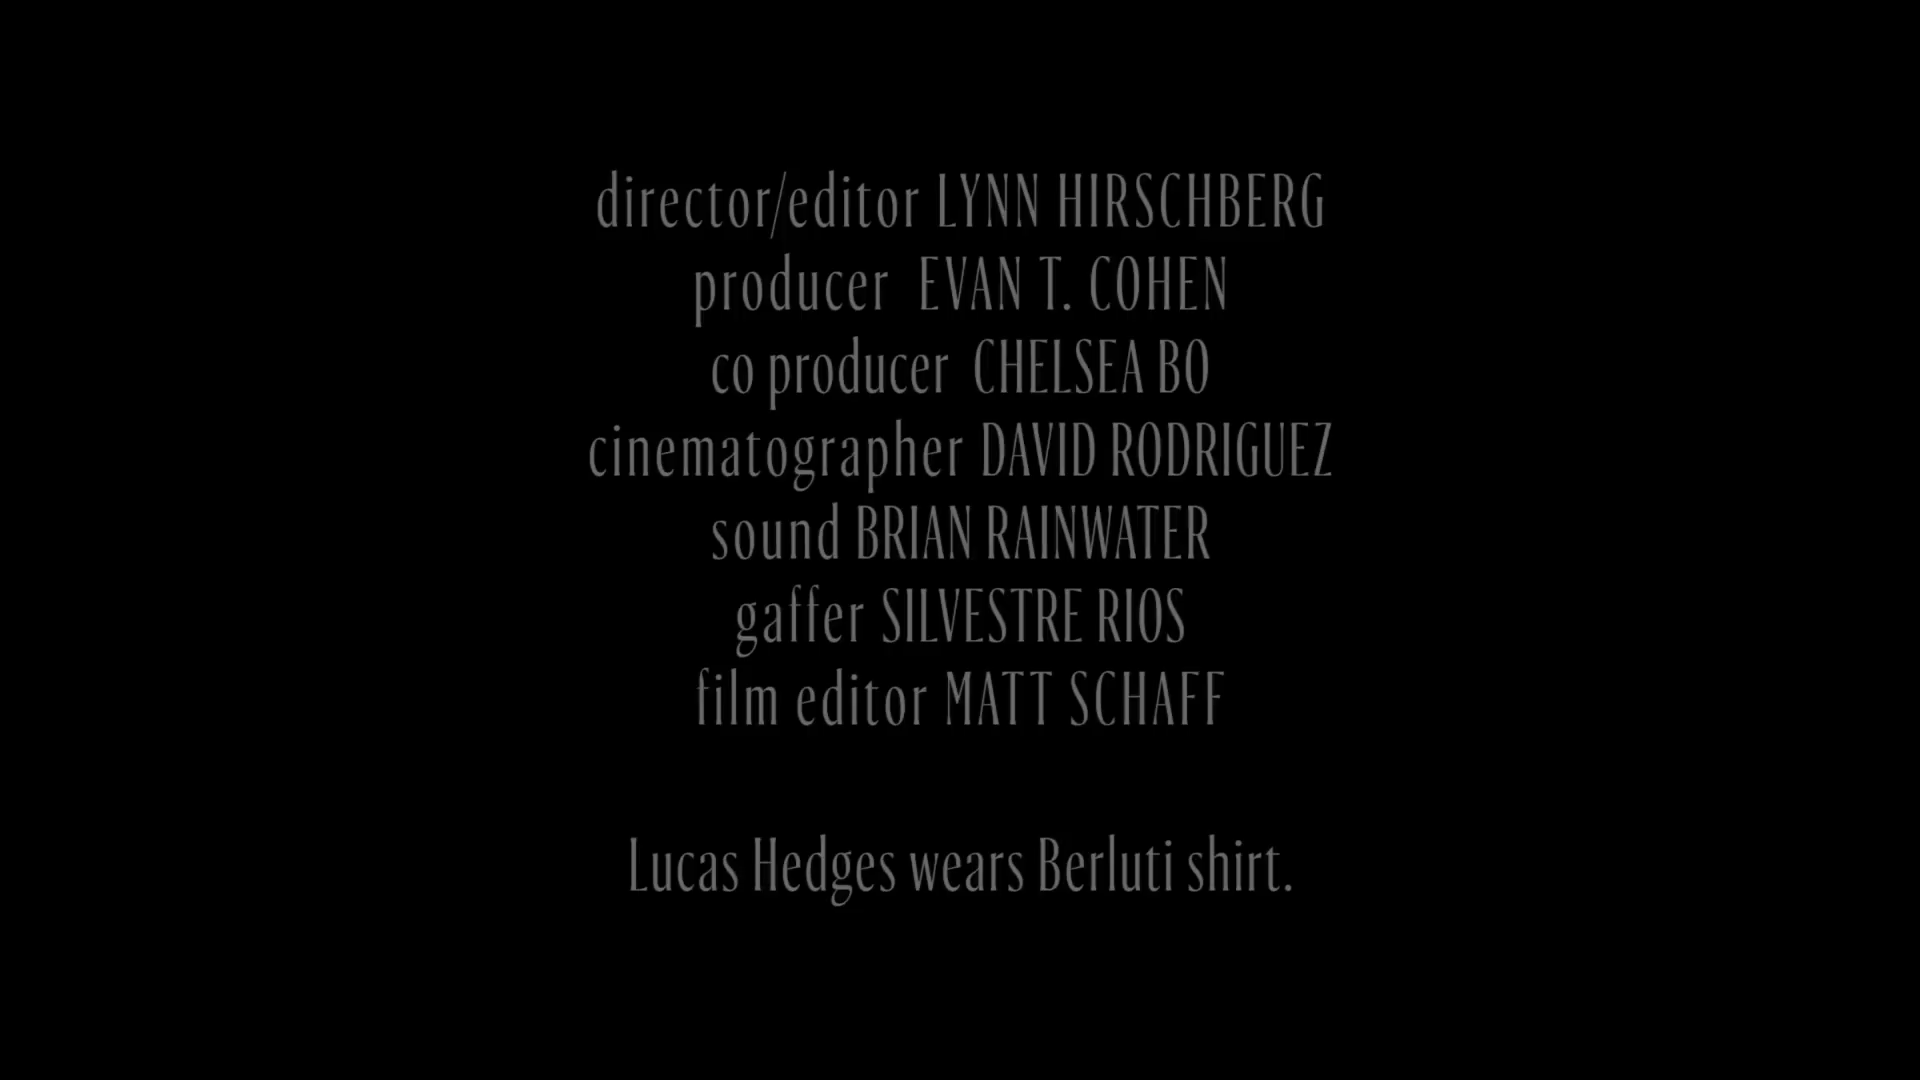 director/editor LYNN HIRSCHBERG
producer EVAN T. COHEN
co producer CHELSEA BO
cinematographer DAVID RODRIGUEZ
sound BRIAN RAINWATER
gaffer SILVESTRE RIOS
film editor MATT SCHAFF
Lucas Hedges wears Berluti shirt.